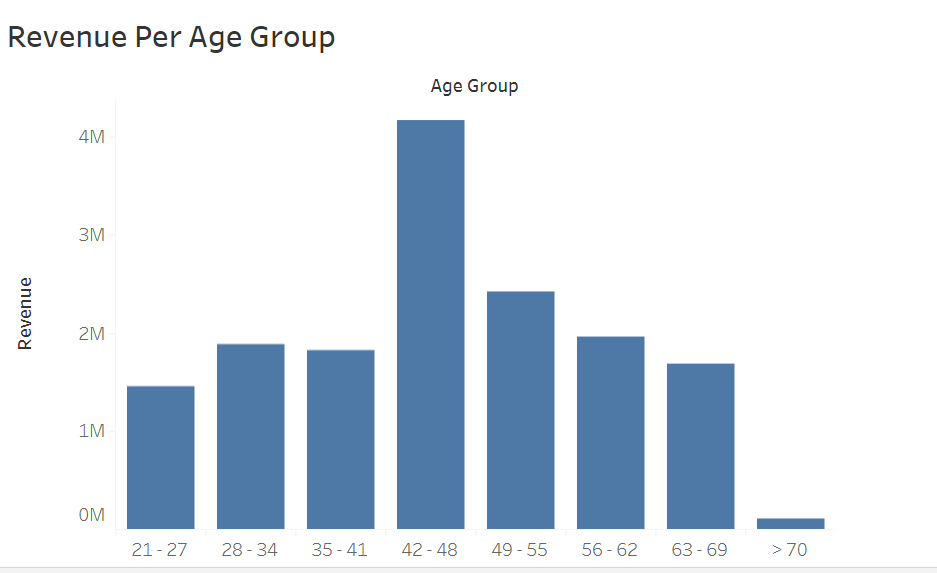 Revenue Per Age Group
Age Group
4M
3M
2M
1M
0M
Revenue
21 - 27 28 - 34 35 - 41 42 - 48 49 - 55 56 - 62 63 - 69 > 70